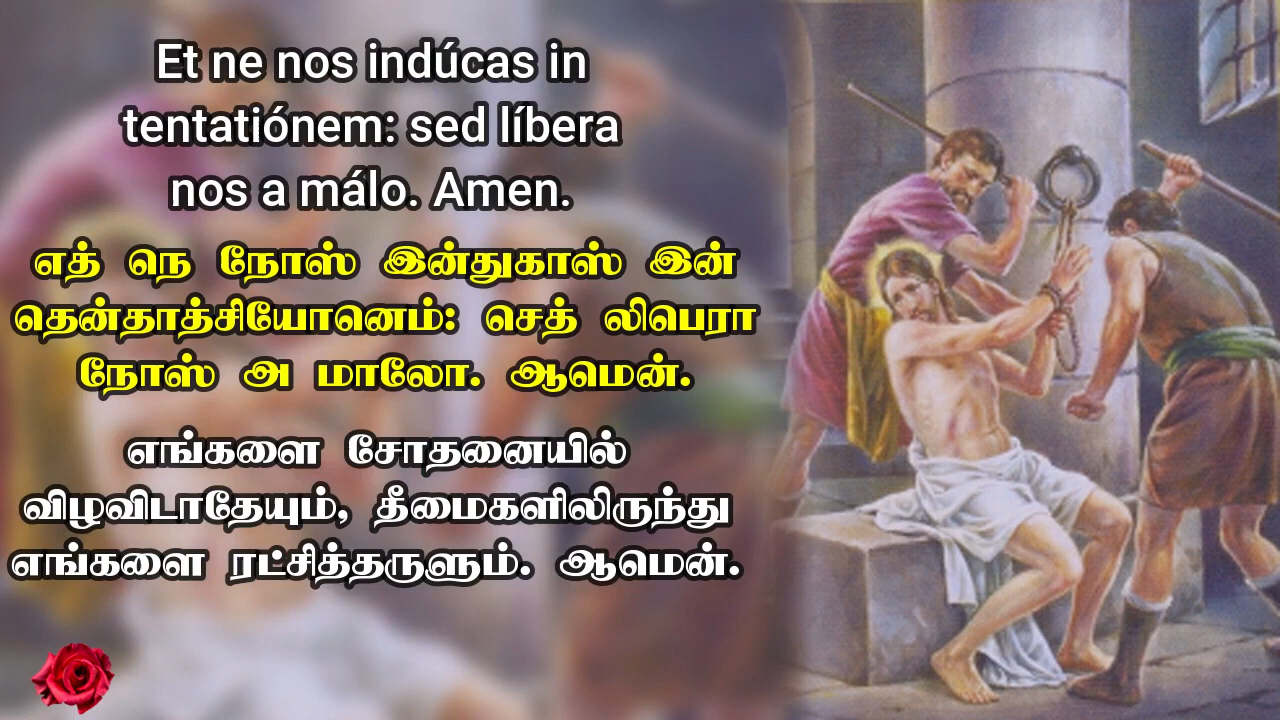 Et ne nos indúcas in
tentatiónem: sed líbera
nos a málo. Amen.
எத் நெ நோஸ் இன்துகாஸ் இன்
தென்தாத்சியோனெம்: செத் லிபெரா
நோஸ் அ மாலோ. ஆமென்.
எங்களை சோதனையில்
விழவிடாதேயும், தீமைகளிலிருந்து
எங்களை ரட்சித்தருளும். ஆமென்.